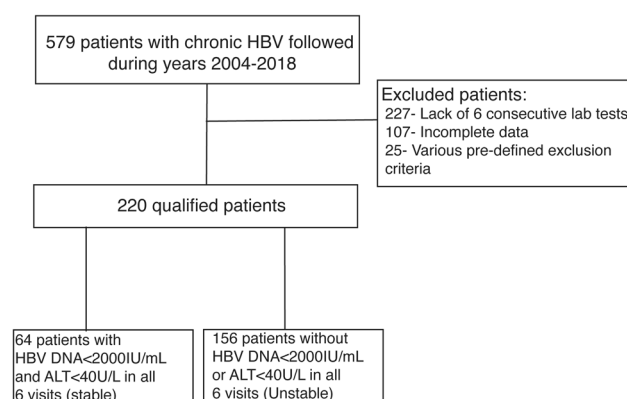 579 patients with chronic HBV followed
during years 2004-2018
Excluded patients:
227- Lack of 6 consecutive lab tests
107- Incomplete data
25- Various pre-defined exclusion
criteria
220 qualified patients
64 patients with
HBV DNA<2000IU/mL
and ALT<40U/L in all
6 visits (stable)
156 patients without
HBV DNA<2000IU/mL
or ALT<40U/L in all
6 visits (Unstable)